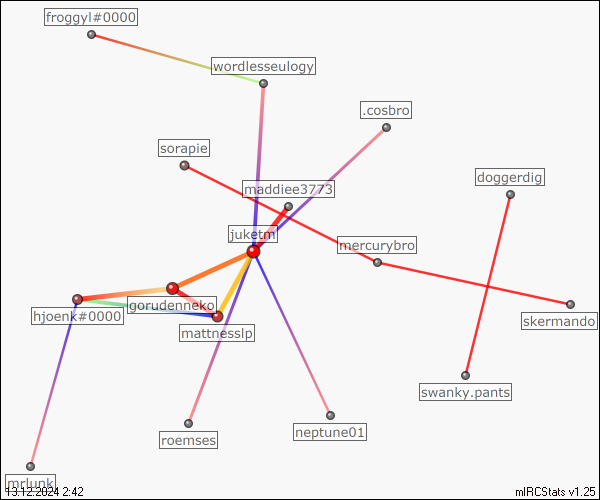 froggyl#0000
wordlesseulogy
.cosbro
sorapie
doggerdig
maddiee3773
juketm
mercurybro
gorudenneko
hjoenk#0000
skermando
mattnesslp
swanky.pants
neptune01
roemses
mrlunk
13.12.2024 2:42
mIRCStats v1.25